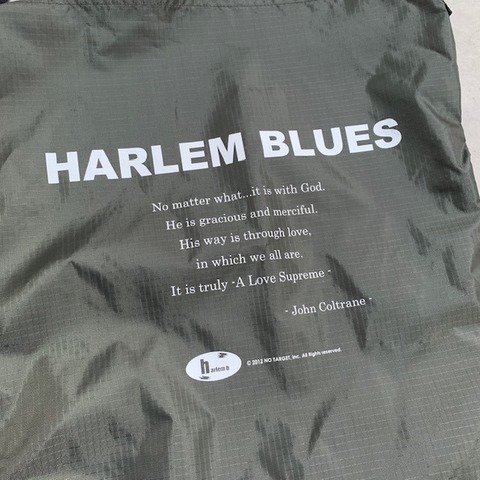 HARLEM BLUES
No matter what...it is with God.
He is gracious and merciful.
His way is through love,
in which we all are.
It is truly -A Love Supreme -
- John Coltrane -
harlem b
© 2012 NO TARGET, Inc. All Rights reserved.